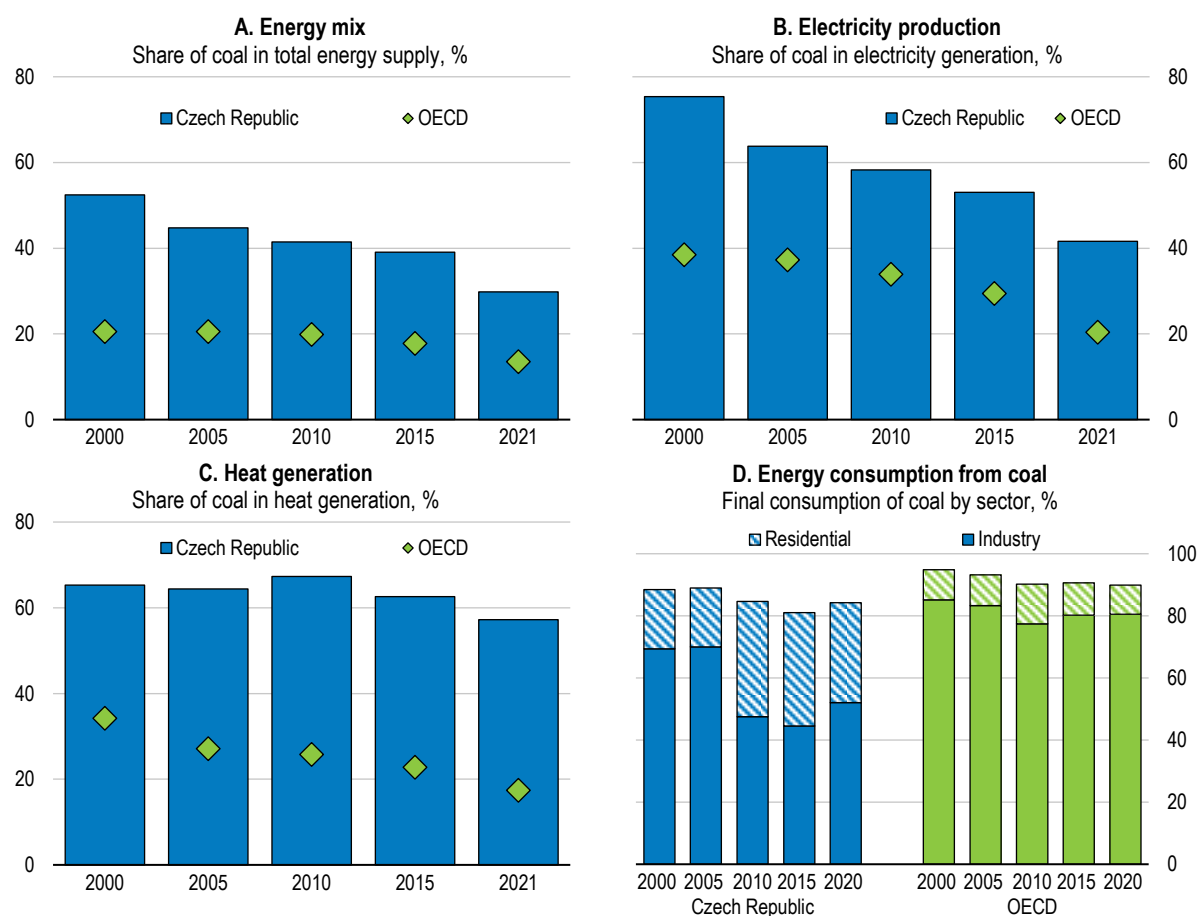 A. Energy mix
Share of coal in total energy supply, %
80
60
40
20
0
Czech Republic
OECD
2000 2005 2010 2015 2021
B. Electricity production
Share of coal in electricity generation, %
80
60
40
20
0
Czech Republic
OECD
2000 2005 2010 2015 2021
C. Heat generation
Share of coal in heat generation, %
80
60
40
20
0
Czech Republic
OECD
2000 2005 2010 2015 2021
D. Energy consumption from coal
Final consumption of coal by sector, %
Residential
Industry
100
80
60
40
20
0
2000 2005 2010 2015 2020
Czech Republic
2000 2005 2010 2015 2020
OECD